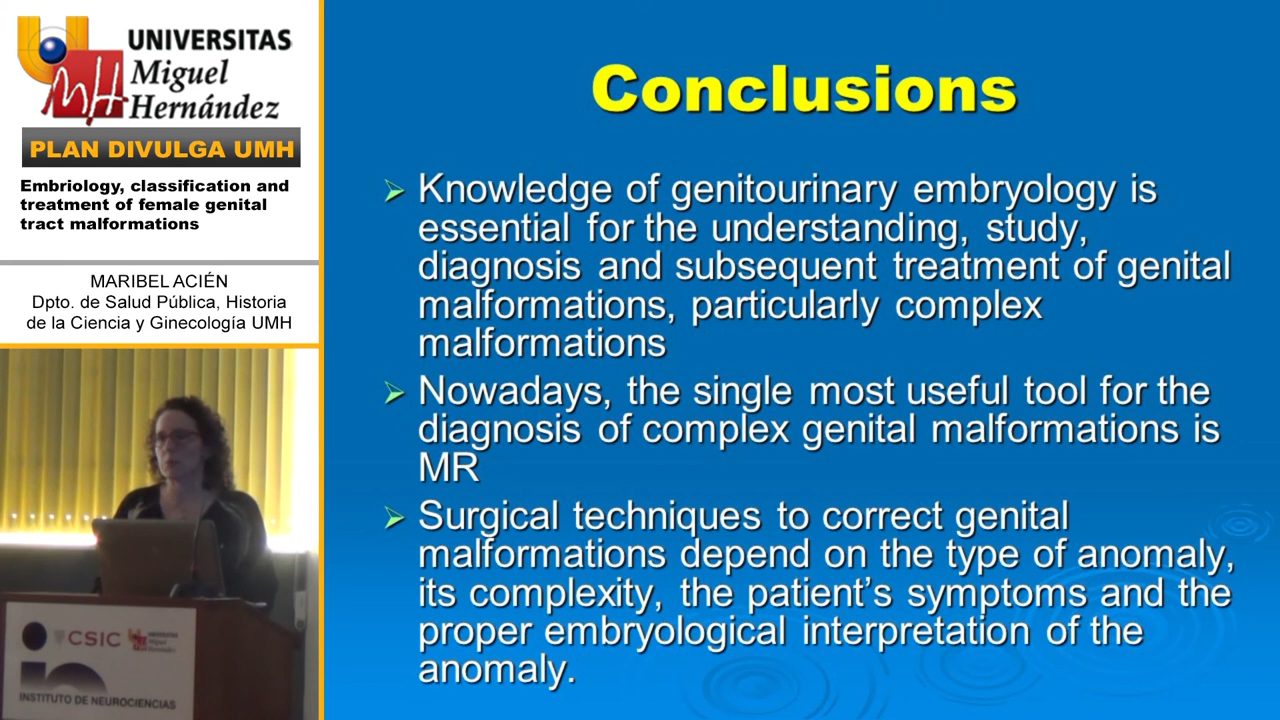 UNIVERSITAS
Miguel
Hernández
PLAN DIVULGA UMH
Embriology, classification and
treatment of female genital
tract malformations
MARIBEL ACIÉN
Dpto. de Salud Pública, Historia
de la Ciencia y Ginecología UMH
CSIC
UNIVERSITAS
Miguel
Hernández
in
INSTITUTO DE NEUROCIENCIAS
Conclusions
➢ Knowledge of genitourinary embryology is
essential for the understanding, study,
diagnosis and subsequent treatment of genital
malformations, particularly complex
malformations
➢ Nowadays, the single most useful tool for the
diagnosis of complex genital malformations is
MR
➢ Surgical techniques to correct genital
malformations depend on the type of anomaly,
its complexity, the patient’s symptoms and the
proper embryological interpretation of the
anomaly.